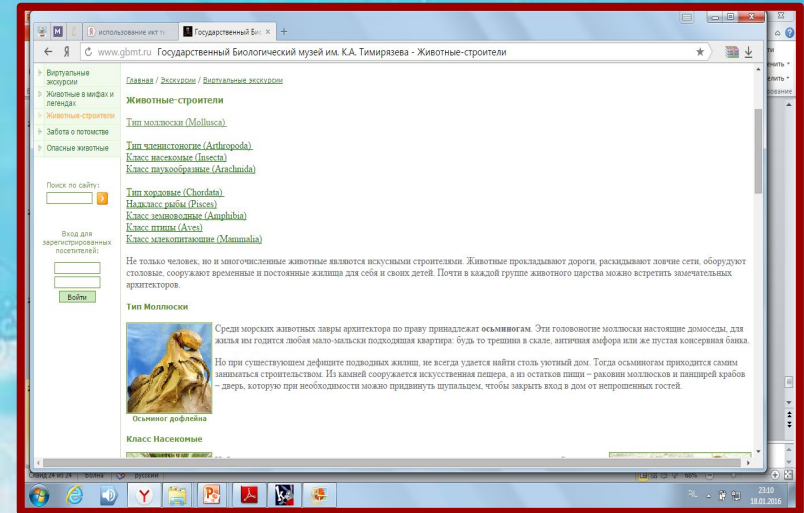 использование икт
Государственный Би
www.gbmt.ru Государственный Биологический музей им. К.А. Тимирязева - Животные-строители
Виртуальные
экскурсии
Животные в мифах и
легендах
Животные-строители
Забота о потомстве
Опасные животные
Поиск по сайту:
Вход для
зарегистрированных
посетителей:
Войти
Главная / Экскурсии / Виртуальные экскурсии
Животные-строители
Тип моллюски (Mollusca)
Тип членистоногие (Arthropoda)
Класс насекомые (Insecta)
Класс паукообразные (Arachnida)
Тип хордовые (Chordata)
Надкласс рыбы (Pisces)
Класс земноводные (Amphibia)
Класс птицы (Aves)
Класс млекопитающие (Mammalia)
Не только человек, но и многочисленные животные являются искусными строителями. Животные прокладывают дороги, раскидывают ловчие сети, оборудуют
столовые, сооружают временные и постоянные жилища для себя и своих детей. Почти в каждой группе животного царства можно встретить замечательных
архитекторов.
Тип Моллюски
Среди морских животных лавры архитектора по праву принадлежат осьминогам. Эти головоногие моллюски настоящие домоседы, для
жилья им годится любая мало-мальски подходящая квартира: будь то трещина в скале, античная амфора или же пустая консервная банка.
Но при существующем дефиците подводных жилищ, не всегда удается найти столь уютный дом. Тогда осьминогам приходится самим
заниматься строительством. Из камней сооружается искусственная пещера, а из остатков пищи – раковин моллюсков и панцирей крабов
– дверь, которую при необходимости можно придвинуть щупальцем, чтобы закрыть вход в дом от непрошенных гостей.
Осьминог дофлейна
Класс Насекомые
Слайд 24 из 24 Волна русский 68%
RL 23:10
18.01.2016